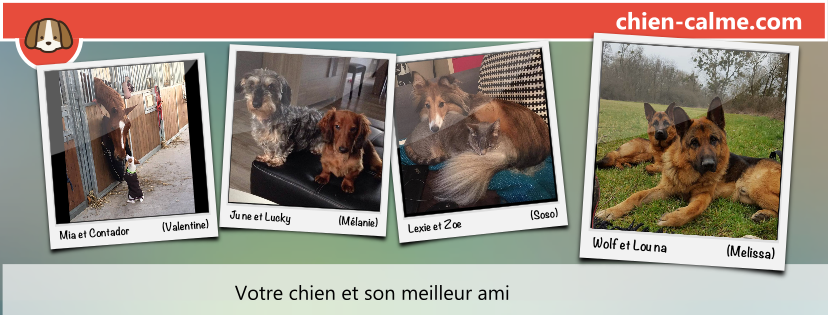 chien-calme.com
Mia et Contador (Valentine)
June et Lucky (Mélanie)
Lexie et Zoe (Soso)
Wolf et Louna (Melissa)
Votre chien et son meilleur ami